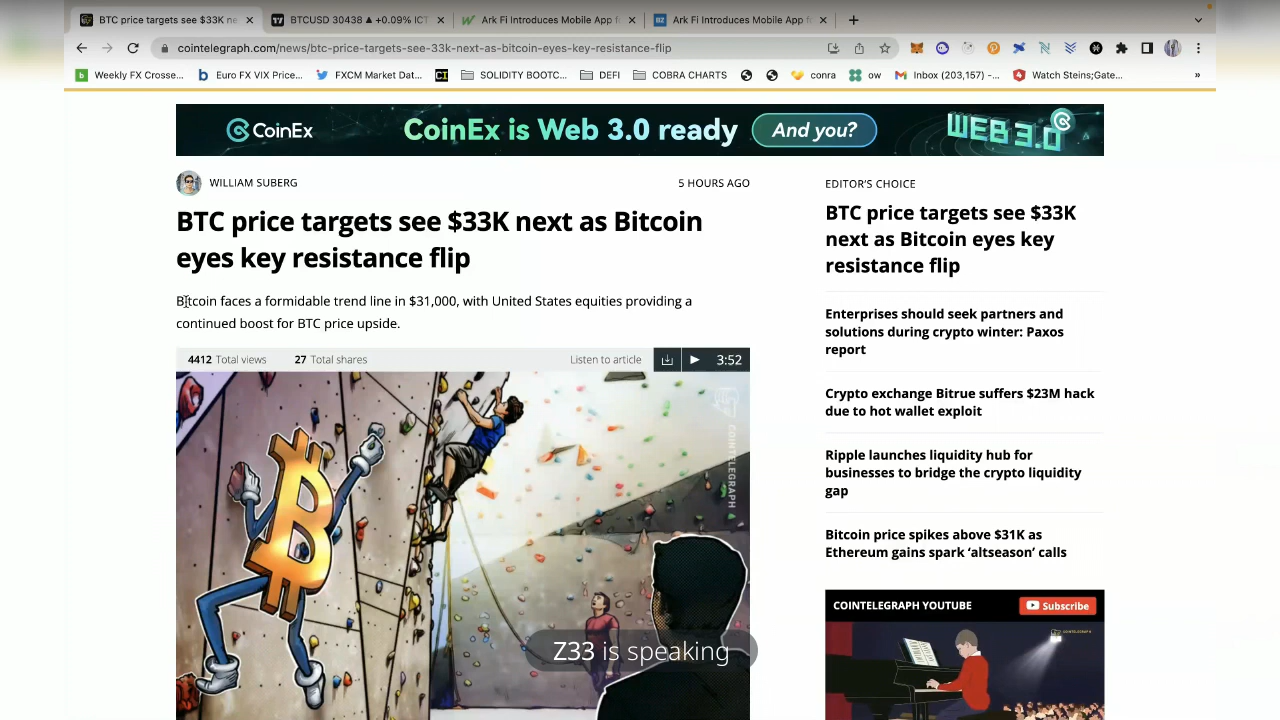 BTC price targets see $33K ne
BTCUSD 30438 ▲ +0.09% ICT
Ark Fi Introduces Mobile App f
Ark Fi Introduces Mobile App f
cointelegraph.com/news/btc-price-targets-see-33k-next-as-bitcoin-eyes-key-resistance-flip
Weekly FX Crosse...
Euro FX VIX Price...
FXCM Market Dat...
SOLIDITY BOOTC...
DEFI
COBRA CHARTS
conra
ow
Inbox (203,157) -...
Watch Steins;Gate...
CoinEx
CoinEx is Web 3.0 ready
And you?
WEB 3.0
WILLIAM SUBERG
5 HOURS AGO
BTC price targets see $33K next as Bitcoin
eyes key resistance flip
Bitcoin faces a formidable trend line in $31,000, with United States equities providing a
continued boost for BTC price upside.
4412 Total views
27 Total shares
Listen to article
3:52
COINTELEGRAPH
Z33 is speaking
EDITOR'S CHOICE
BTC price targets see $33K
next as Bitcoin eyes key
resistance flip
Enterprises should seek partners and
solutions during crypto winter: Paxos
report
Crypto exchange Bitrue suffers $23M hack
due to hot wallet exploit
Ripple launches liquidity hub for
businesses to bridge the crypto liquidity
gap
Bitcoin price spikes above $31K as
Ethereum gains spark ‘altseason’ calls
COINTELEGRAPH YOUTUBE
Subscribe
COINTELEGRAPH